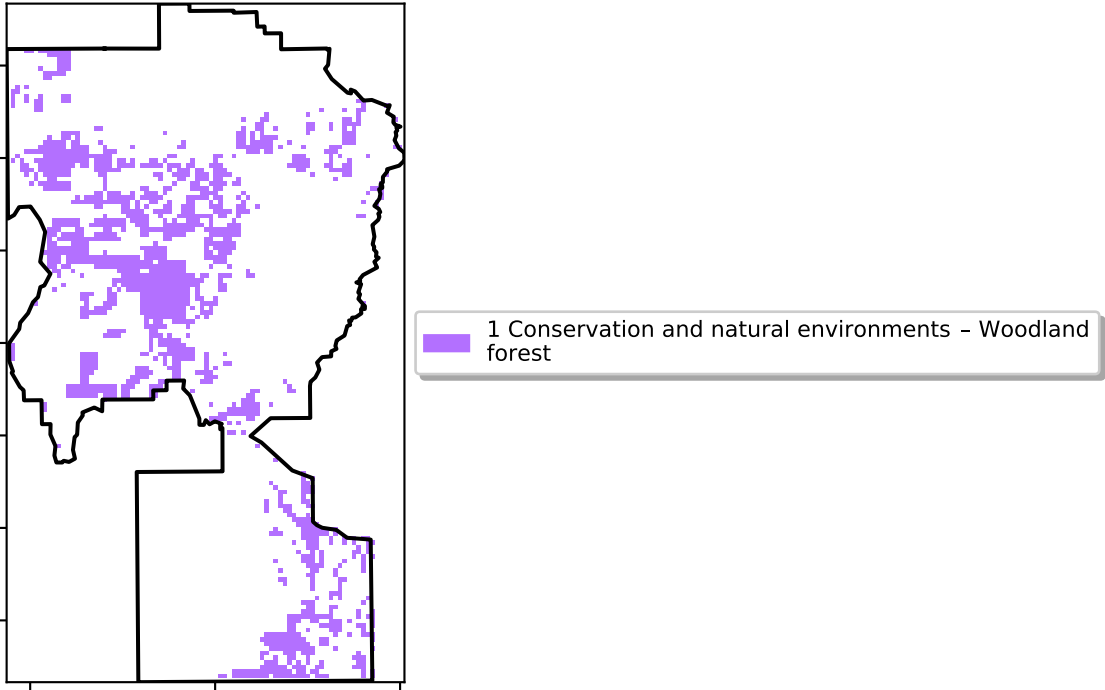 1 Conservation and natural environments – Woodland
forest